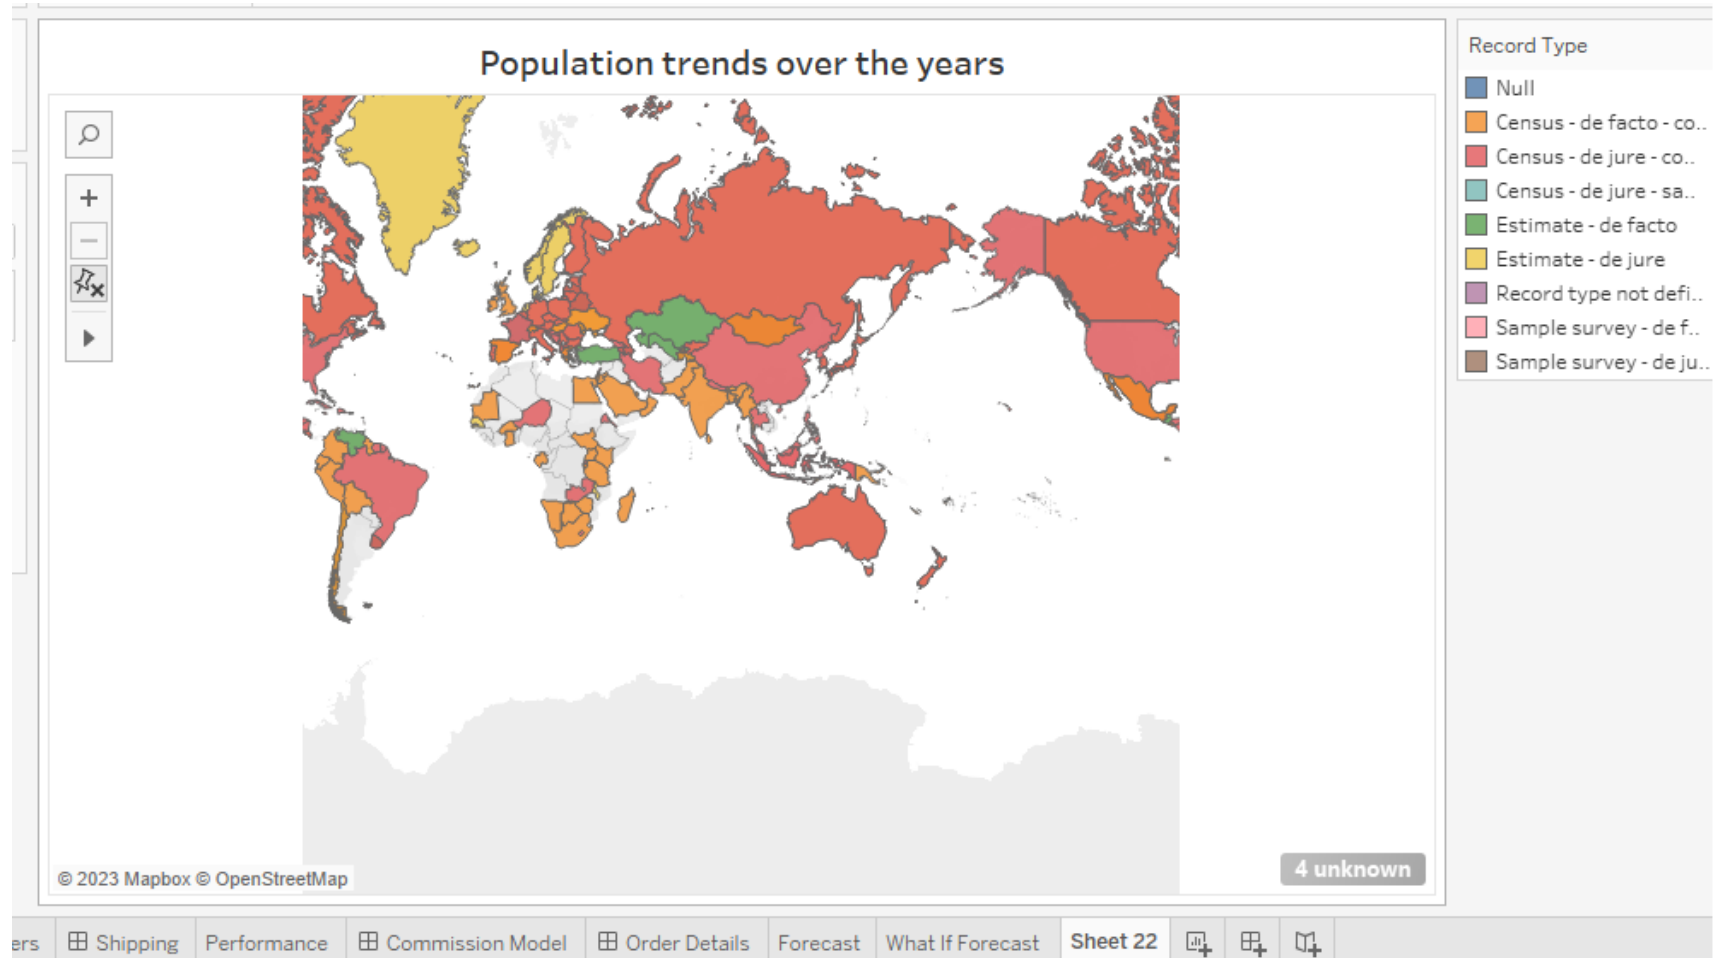 Population trends over the years
Record Type
Null
Census - de facto - co..
Census - de jure - co..
Census - de jure - sa..
Estimate - de facto
Estimate - de jure
Record type not defi..
Sample survey - de f..
Sample survey - de ju..
© 2023 Mapbox © OpenStreetMap
4 unknown
ers Shipping Performance Commission Model Order Details Forecast What If Forecast Sheet 22